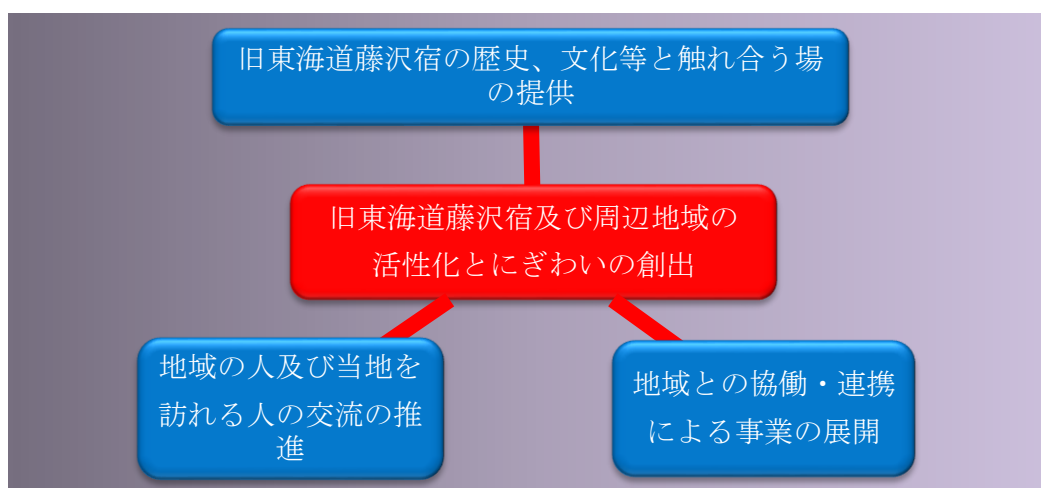 旧東海道藤沢宿の歴史、文化等と触れ合う場
の提供
旧東海道藤沢宿及び周辺地域の
活性化とにぎわいの創出
地域の人及び当地を
訪れる人の交流の推
進
地域との協働・連携
による事業の展開